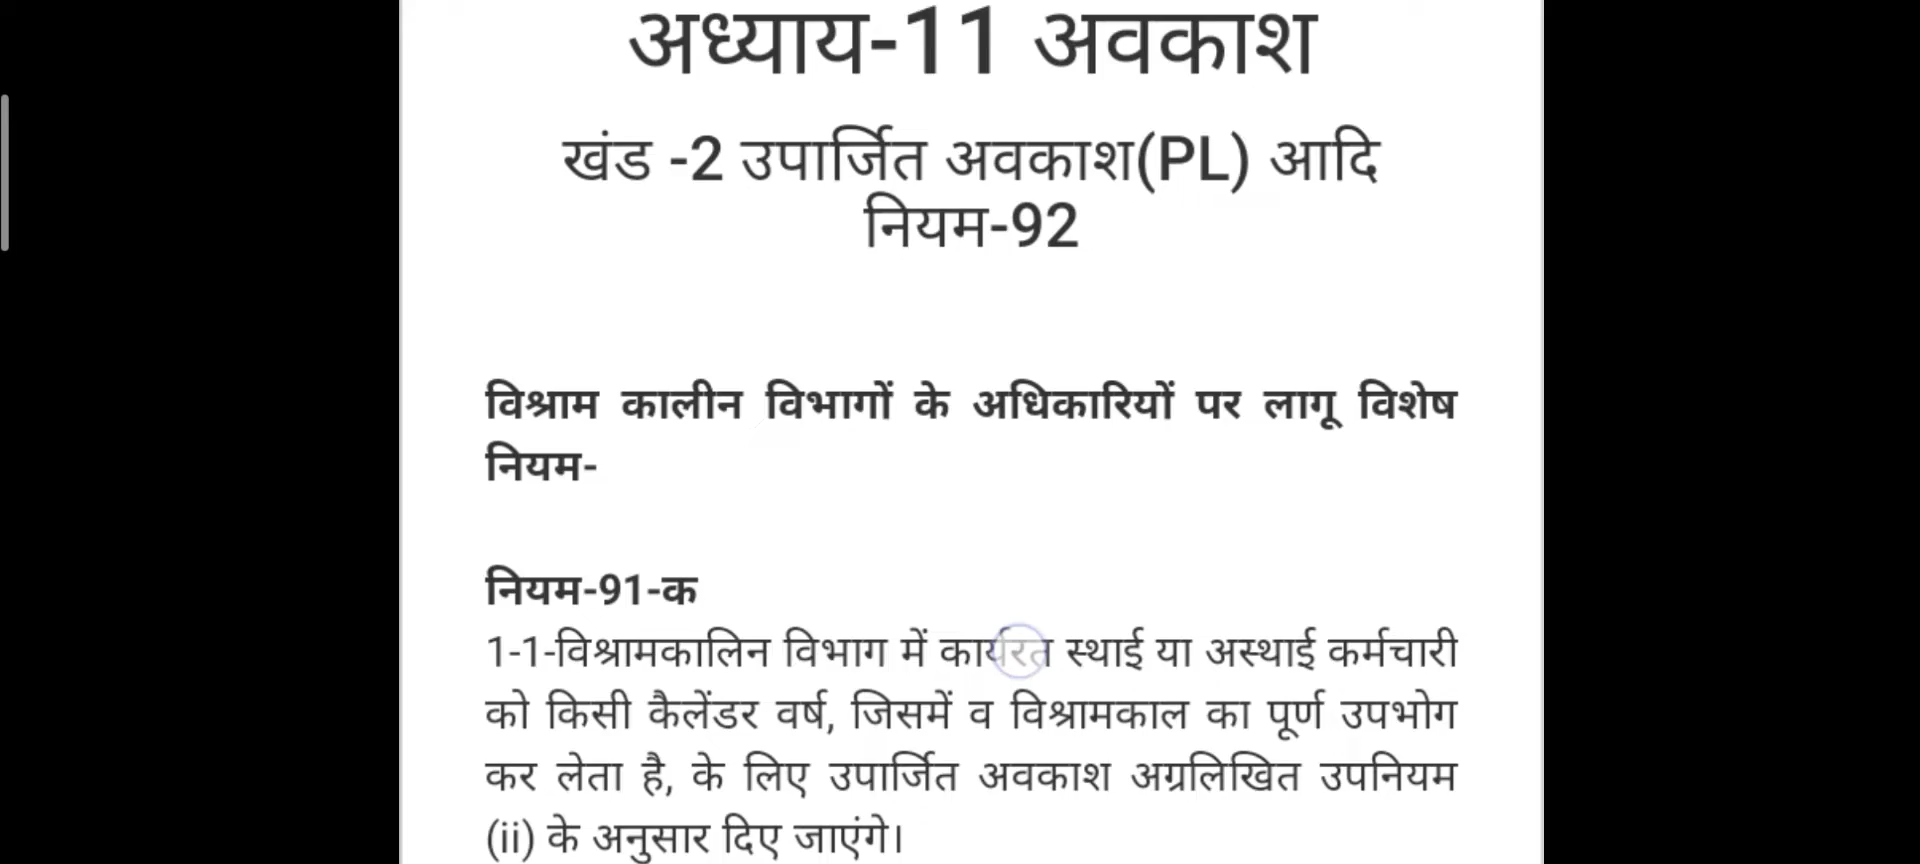 अध्याय-11 अवकाश
खंड -2 उपार्जित अवकाश(PL) आदि
नियम-92
विश्राम कालीन विभागों के अधिकारियों पर लागू विशेष
नियम-
नियम-91-क
1-1-विश्रामकालिन विभाग में कार्यरत स्थाई या अस्थाई कर्मचारी
को किसी कैलेंडर वर्ष, जिसमें व विश्रामकाल का पूर्ण उपभोग
कर लेता है, के लिए उपार्जित अवकाश अग्रलिखित उपनियम
(ii) के अनुसार दिए जाएंगे।